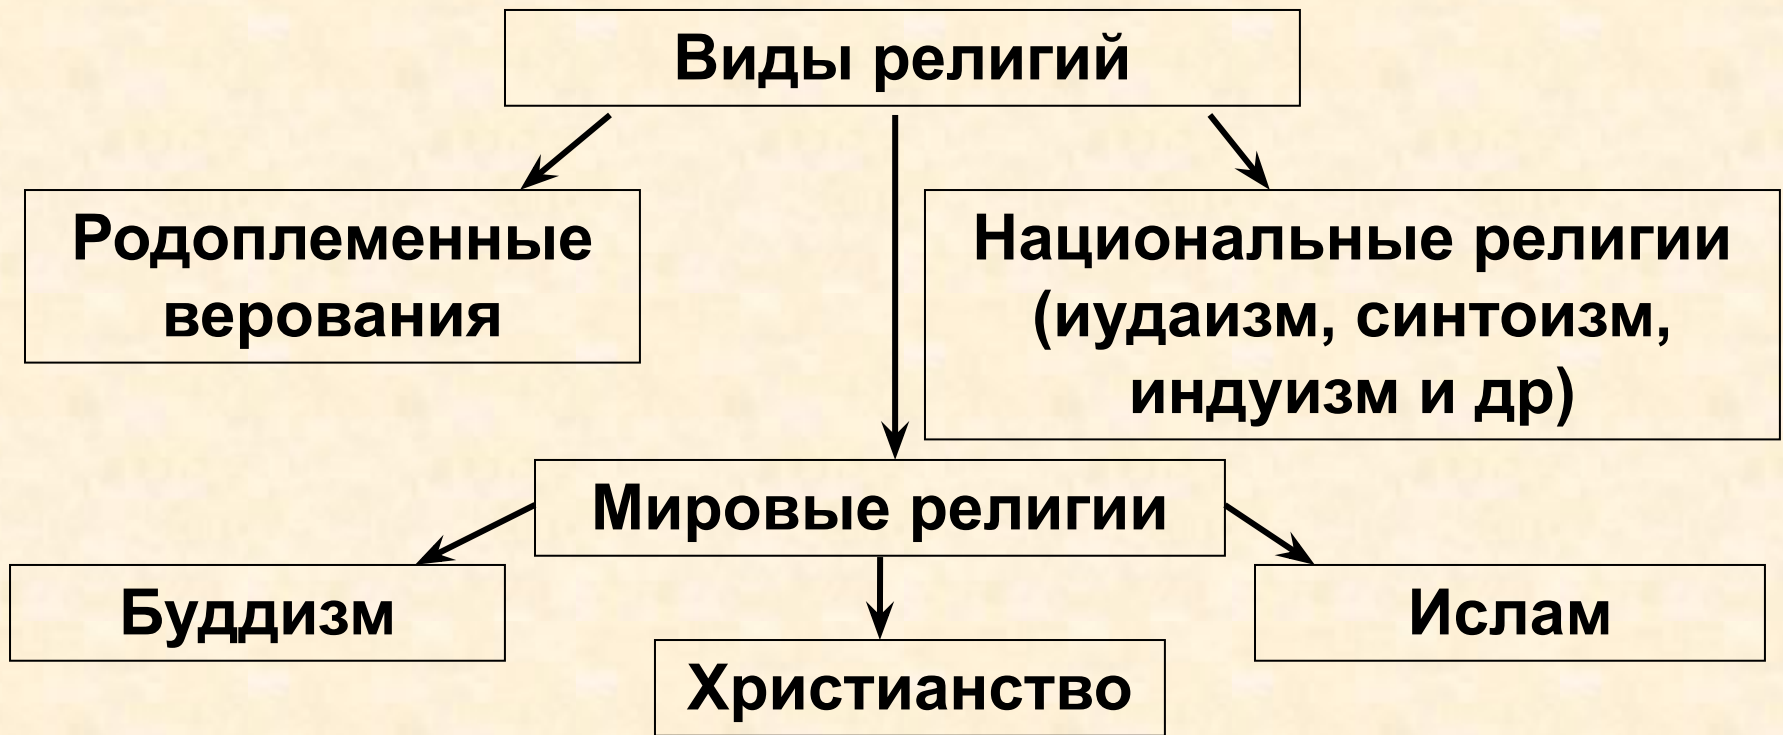 Виды религий
Родоплеменные
верования
Национальные религии
(иудаизм, синтоизм,
индуизм и др)
Мировые религии
Буддизм
Христианство
Ислам